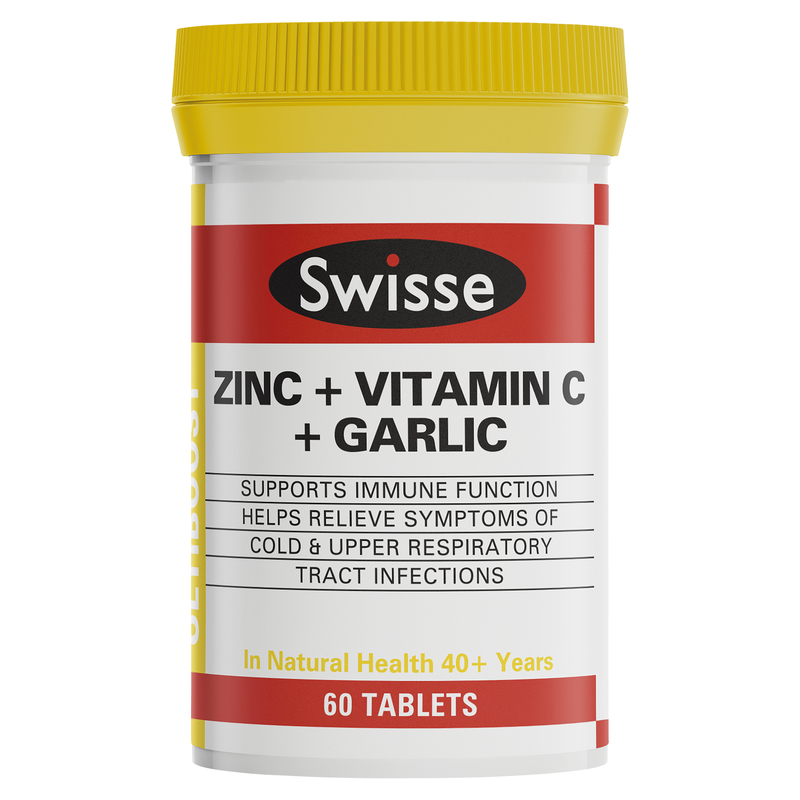 Swisse
ZINC + VITAMIN C
+ GARLIC
SUPPORTS IMMUNE FUNCTION
HELPS RELIEVE SYMPTOMS OF
COLD & UPPER RESPIRATORY
TRACT INFECTIONS
In Natural Health 40+ Years
60 TABLETS